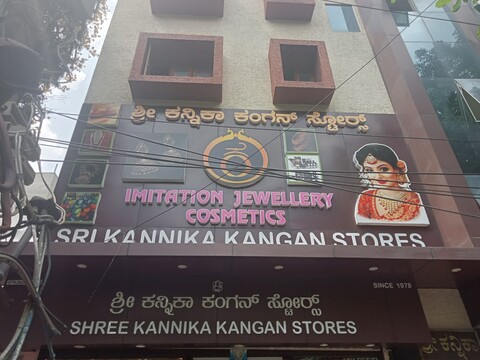 ಶ್ರೀ ಕನ್ನಿಕಾ ಕಂಗನ್ ಸ್ಟೋರ್ಸ್
IMITATION JEWELLERY
COSMETICS
SRI KANNIKA KANGAN STORES
SINCE 1978
ಶ್ರೀ ಕನ್ನಿಕಾ ಕಂಗನ್ ಸ್ಟೋರ್ಸ್
SHREE KANNIKA KANGAN STORES